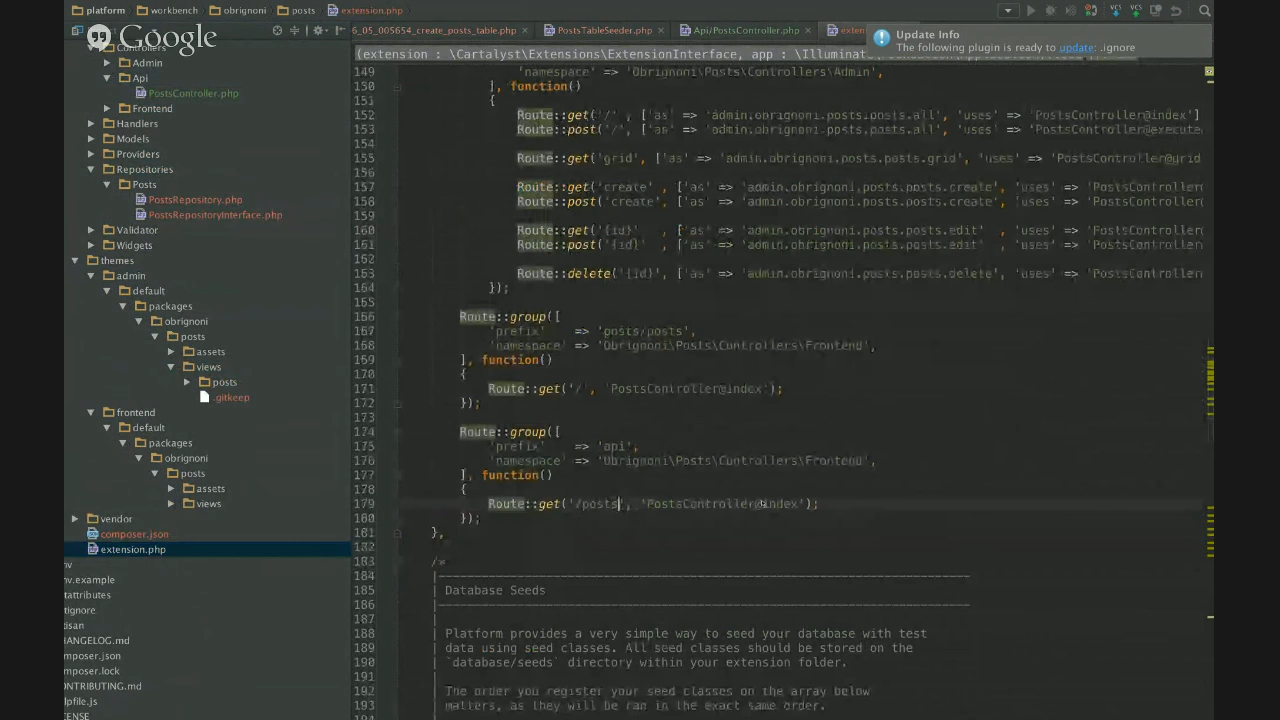 platform workbench obrignoni posts extension.php
Google
6_05_005654_create_posts_table.php PostsTableSeeder.php Api/PostsController.php
Update Info
The following plugin is ready to update: .ignore
(extension : \Cartalyst\Extensions\ExtensionInterface, app :
Controllers
Admin
Api
PostsController.php
Frontend
Handlers
Models
Providers
Repositories
Posts
PostsRepository.php
PostsRepositoryInterface.php
Validator
Widgets
themes
admin
default
packages
obrignoni
posts
assets
views
posts
.gitkeep
frontend
default
packages
obrignoni
posts
assets
views
vendor
composer.json
extension.php
nv
nv.example
tattributes
tignore
tisan
HANGELOG.md
mposer.json
mposer.lock
ONTRIBUTING.md
lpfile.js
CENSE
149 'namespace' => 'Obrignoni\Posts\Controllers\Admin',
150 ], function()
151 {
152 Route::get('/' , ['as' => 'admin.obrignoni.posts.posts.all', 'uses' => 'PostsController@index']
153 Route::post('/', ['as' => 'admin.obrignoni.posts.posts.all', 'uses' => 'PostsController@execute
154
155 Route::get('grid', ['as' => 'admin.obrignoni.posts.posts.grid', 'uses' => 'PostsController@grid
156
157 Route::get('create' , ['as' => 'admin.obrignoni.posts.posts.create', 'uses' => 'PostsController
158 Route::post('create', ['as' => 'admin.obrignoni.posts.posts.create', 'uses' => 'PostsController
159
160 Route::get('{id}' , ['as' => 'admin.obrignoni.posts.posts.edit' , 'uses' => 'PostsController
161 Route::post('{id}' , ['as' => 'admin.obrignoni.posts.posts.edit' , 'uses' => 'PostsController
162
163 Route::delete('{id}', ['as' => 'admin.obrignoni.posts.posts.delete', 'uses' => 'PostsContro
164 });
165
166 Route::group([
167 'prefix' => 'posts/posts',
168 'namespace' => 'Obrignoni\Posts\Controllers\Frontend',
169 ], function()
170 {
171 Route::get('/', 'PostsController@index');
172 });
173
174 Route::group([
175 'prefix' => 'api',
176 'namespace' => 'Obrignoni\Posts\Controllers\Frontend',
177 ], function()
178 {
179 Route::get('/posts', 'PostsController@index');
180 });
181 },
182
183 /*
184
185 | Database Seeds
186
187 |
188 | Platform provides a very simple way to seed your database with test
189 | data using seed classes. All seed classes should be stored on the
190 | `database/seeds` directory within your extension folder.
191 |
192 | The order you register your seed classes on the array below
193 | matters, as they will be ran in the exact same order.